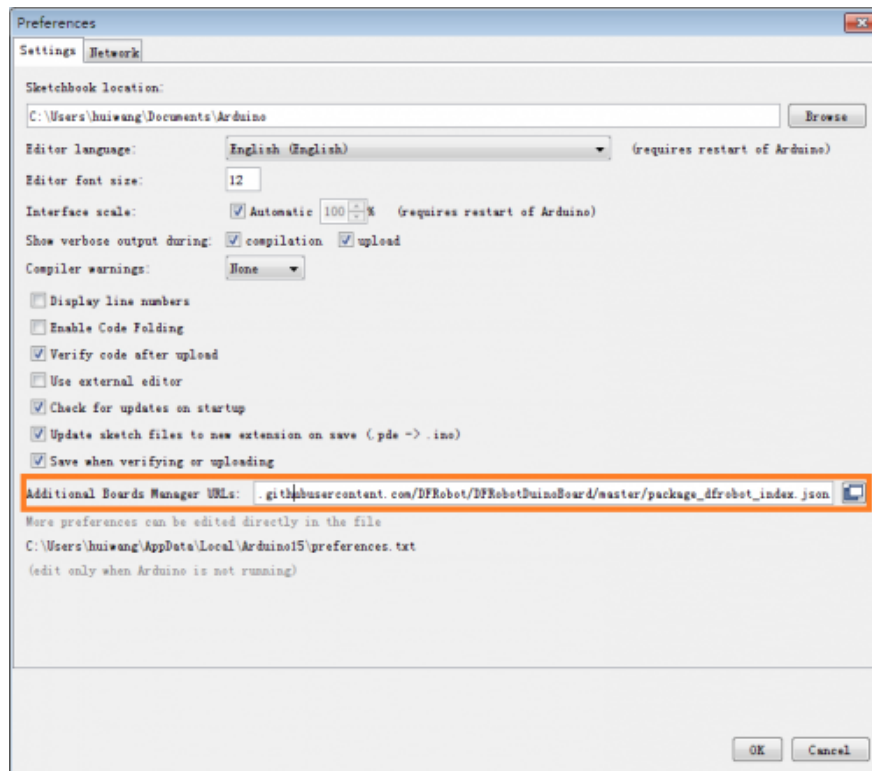 Preferences
Settings Network
Sketchbook location:
C:\Users\huiwang\Documents\Arduino Browse
Editor language: English (English) (requires restart of Arduino)
Editor font size: 12
Interface scale: Automatic 100 % (requires restart of Arduino)
Show verbose output during: compilation upload
Compiler warnings: None
Display line numbers
Enable Code Folding
Verify code after upload
Use external editor
Check for updates on startup
Update sketch files to new extension on save (.pde -> .ino)
Save when verifying or uploading
Additional Boards Manager URLs: .githubusercontent.com/DFRobot/DFRobotDuinoBoard/master/package_dfrobot_index.json
More preferences can be edited directly in the file
C:\Users\huiwang\AppData\Local\Arduino15\preferences.txt
(edit only when Arduino is not running)
OK Cancel